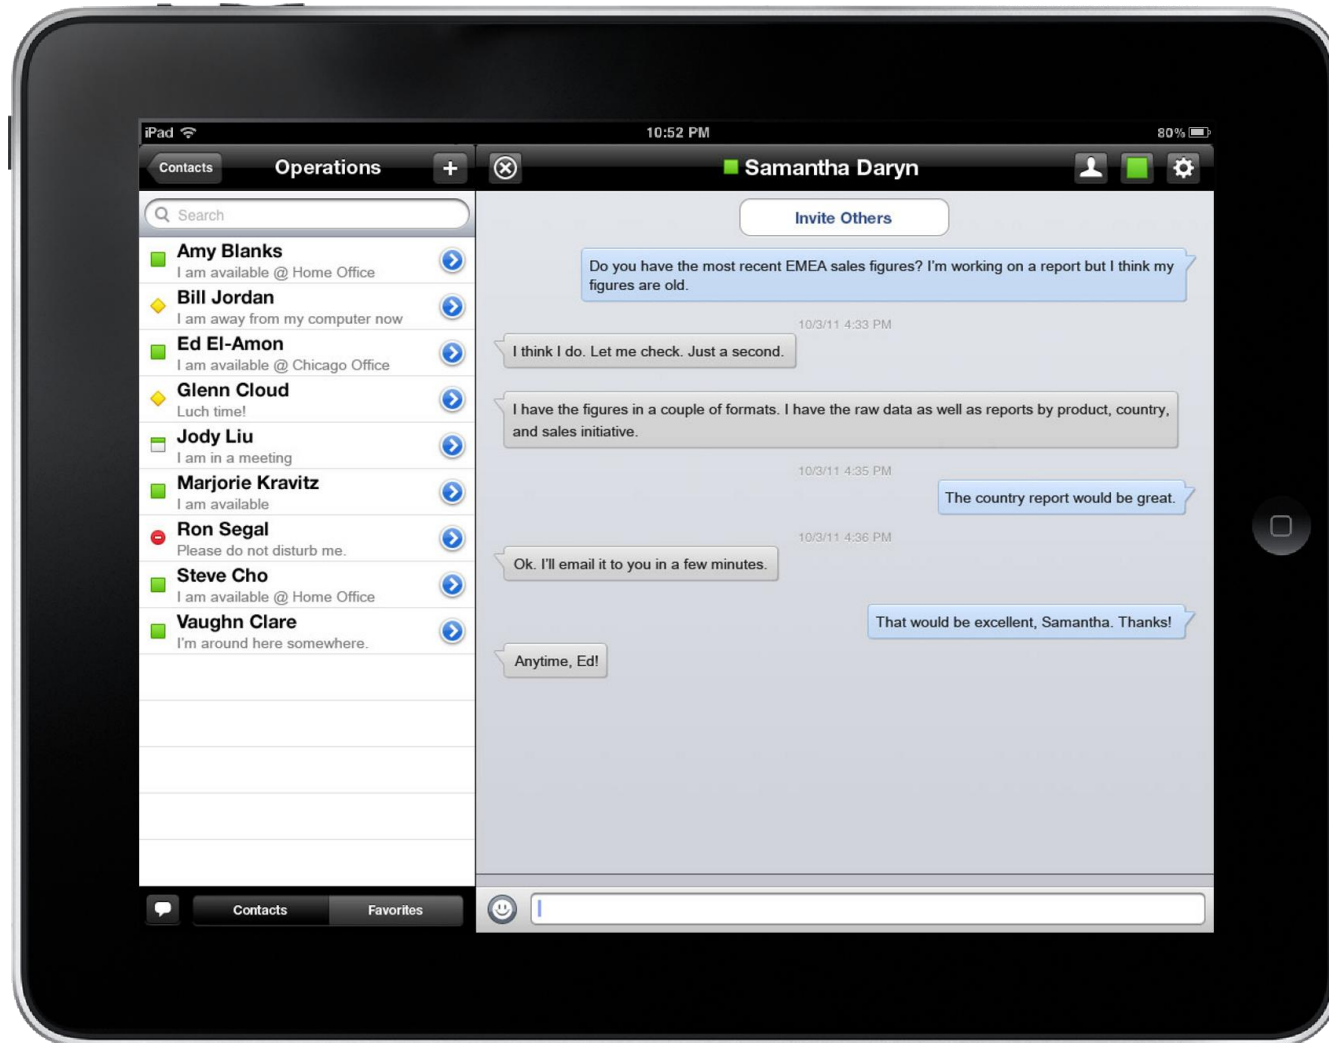 iPad
10:52 PM
80%
Contacts
Operations
+
Samantha Daryn
Search
Amy Blanks
I am available @ Home Office
Bill Jordan
I am away from my computer now
Ed El-Amon
I am available @ Chicago Office
Glenn Cloud
Luch time!
Jody Liu
I am in a meeting
Marjorie Kravitz
I am available
Ron Segal
Please do not disturb me.
Steve Cho
I am available @ Home Office
Vaughn Clare
I'm around here somewhere.
Contacts
Favorites
Invite Others
Do you have the most recent EMEA sales figures? I'm working on a report but I think my
figures are old.
10/3/11 4:33 PM
I think I do. Let me check. Just a second.
I have the figures in a couple of formats. I have the raw data as well as reports by product, country,
and sales initiative.
10/3/11 4:35 PM
The country report would be great.
10/3/11 4:36 PM
Ok. I'll email it to you in a few minutes.
That would be excellent, Samantha. Thanks!
Anytime, Ed!